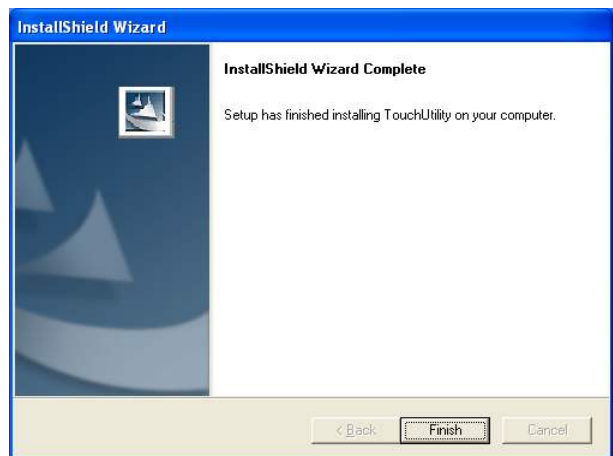 InstallShield Wizard
InstallShield Wizard Complete
Setup has finished installing TouchUtility on your computer.
< Back
Finish
Cancel